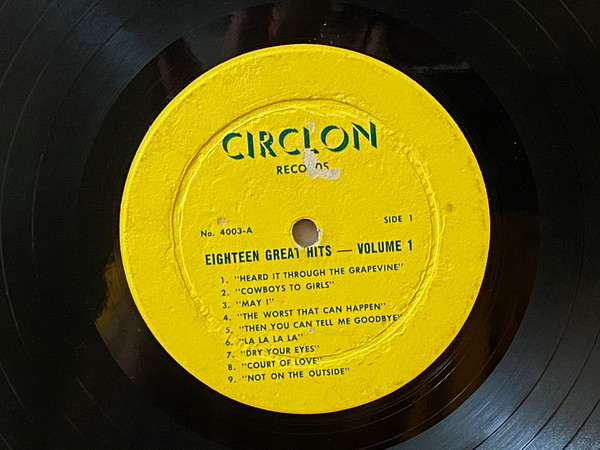 CIRCLON
RECORDS
No. 4003-A SIDE 1
EIGHTEEN GREAT HITS — VOLUME 1
1. "HEARD IT THROUGH THE GRAPEVINE"
2. "COWBOYS TO GIRLS"
3. "MAY I"
4. "THE WORST THAT CAN HAPPEN"
5. "THEN YOU CAN TELL ME GOODBYE"
6. "LA LA LA LA"
7. "DRY YOUR EYES"
8. "COURT OF LOVE"
9. "NOT ON THE OUTSIDE"